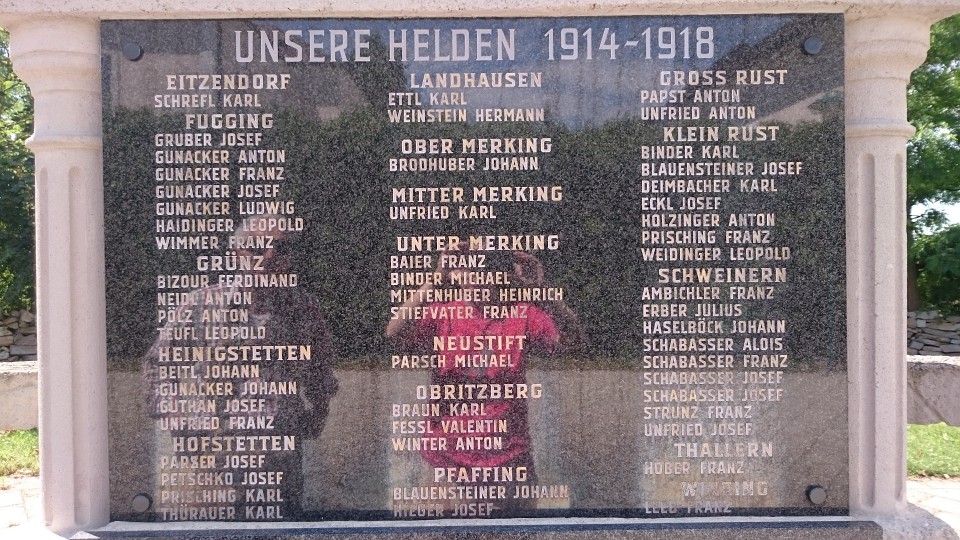 UNSERE HELDEN 1914-1918
EITZENDORF
SCHREFL KARL
FUGGING
GRUBER JOSEF
GUNACKER ANTON
GUNACKER FRANZ
GUNACKER JOSEF
GUNACKER LUDWIG
HAIDINGER LEOPOLD
WIMMER FRANZ
GRÜNZ
BIZOUR FERDINAND
NEIDL ANTON
PÖLZ ANTON
TEUFL LEOPOLD
HEINIGSTETTEN
BEITL JOHANN
GUNACKER JOHANN
GUTHAN JOSEF
UNFRIED FRANZ
HOFSTETTEN
PARZER JOSEF
PETSCHKO JOSEF
PRISCHING KARL
THÜRAUER KARL
LANDHAUSEN
ETTL KARL
WEINSTEIN HERMANN
OBER MERKING
BRODHUBER JOHANN
MITTER MERKING
UNFRIED KARL
UNTER MERKING
BAIER FRANZ
BINDER MICHAEL
MITTENHUBER HEINRICH
STIEFVATER FRANZ
NEUSTIFT
PARSCH MICHAEL
OBRITZBERG
BRAUN KARL
FESSL VALENTIN
WINTER ANTON
PFAFFING
BLAUENSTEINER JOHANN
HIEGER JOSEF
GROSS RUST
PAPST ANTON
UNFRIED ANTON
KLEIN RUST
BINDER KARL
BLAUENSTEINER JOSEF
DEIMBACHER KARL
ECKL JOSEF
HOLZINGER ANTON
PRISCHING FRANZ
WEIDINGER LEOPOLD
SCHWEINERN
AMBICHLER FRANZ
ERBER JULIUS
HASELBÖCK JOHANN
SCHABASSER ALOIS
SCHABASSER FRANZ
SCHABASSER JOSEF
SCHABASSER JOSEF
STRUNZ FRANZ
UNFRIED JOSEF
THALLERN
HUBER FRANZ
WINDING
FRANZ